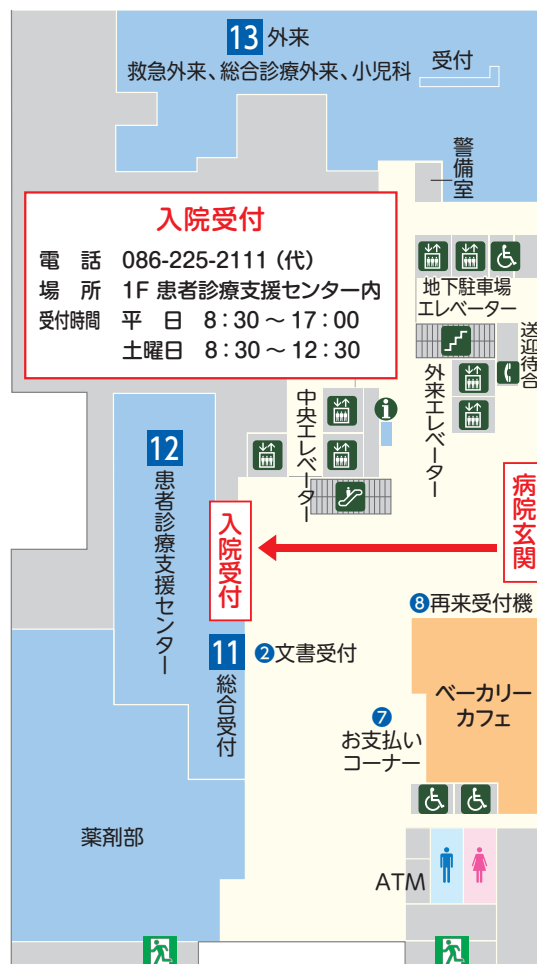 13 外来
救急外来、総合診療外来、小児科
受付
警備室
入院受付
電話 086-225-2111（代）
場所 1F 患者診療支援センター内
受付時間 平日 8：30～17：00
土曜日 8：30～12：30
地下駐車場
エレベーター
送迎待合
外来エレベーター
中央エレベーター
12
患者診療支援センター
入院受付
病院玄関
⑧再来受付機
11
総合受付
②文書受付
ベーカリー
カフェ
⑦
お支払い
コーナー
薬剤部
ATM